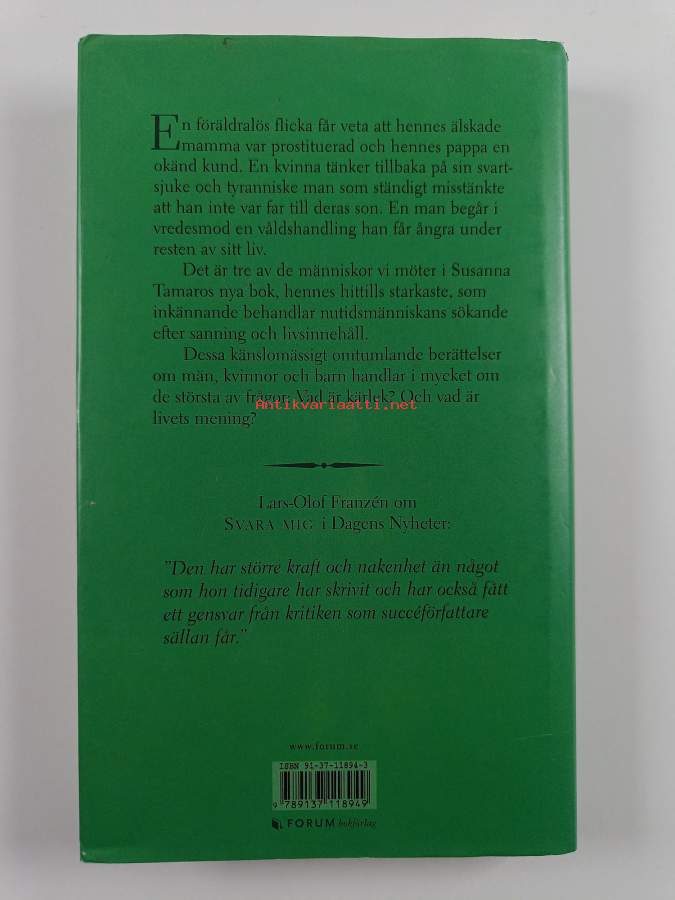 En föräldralös flicka får veta att hennes älskade
mamma var prostituerad och hennes pappa en
okänd kund. En kvinna tänker tillbaka på sin svart-
sjuke och tyranniske man som ständigt misstänkte
att han inte var far till deras son. En man begår i
vredesmod en våldshandling han får ångra under
resten av sitt liv.
Det är tre av de människor vi möter i Susanna
Tamaros nya bok, hennes hittills starkaste, som
inkännande behandlar nutidsmänniskans sökande
efter sanning och livsinnehåll.
Dessa känslomässigt omtumlande berättelser
om män, kvinnor och barn handlar i mycket om
de största av frågor: Vad är kärlek? Och vad är
Antikvariaatti.net
livets mening?
Lars-Olof Franzén om
SVARA MIG i Dagens Nyheter:
"Den har större kraft och nakenhet än något
som hon tidigare har skrivit och har också fått
ett gensvar från kritiken som succéförfattare
sällan får."
www.forum.se
ISBN 91-37-11894-3
9 789137 118949
FORUM bokförlag